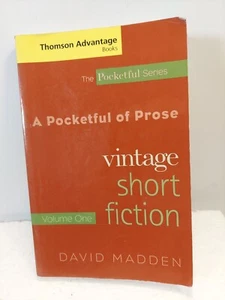 Thomson Advantage
Books
The Pocketful Series
A Pocketful of Prose
vintage
short
fiction
Volume One
DAVID MADDEN